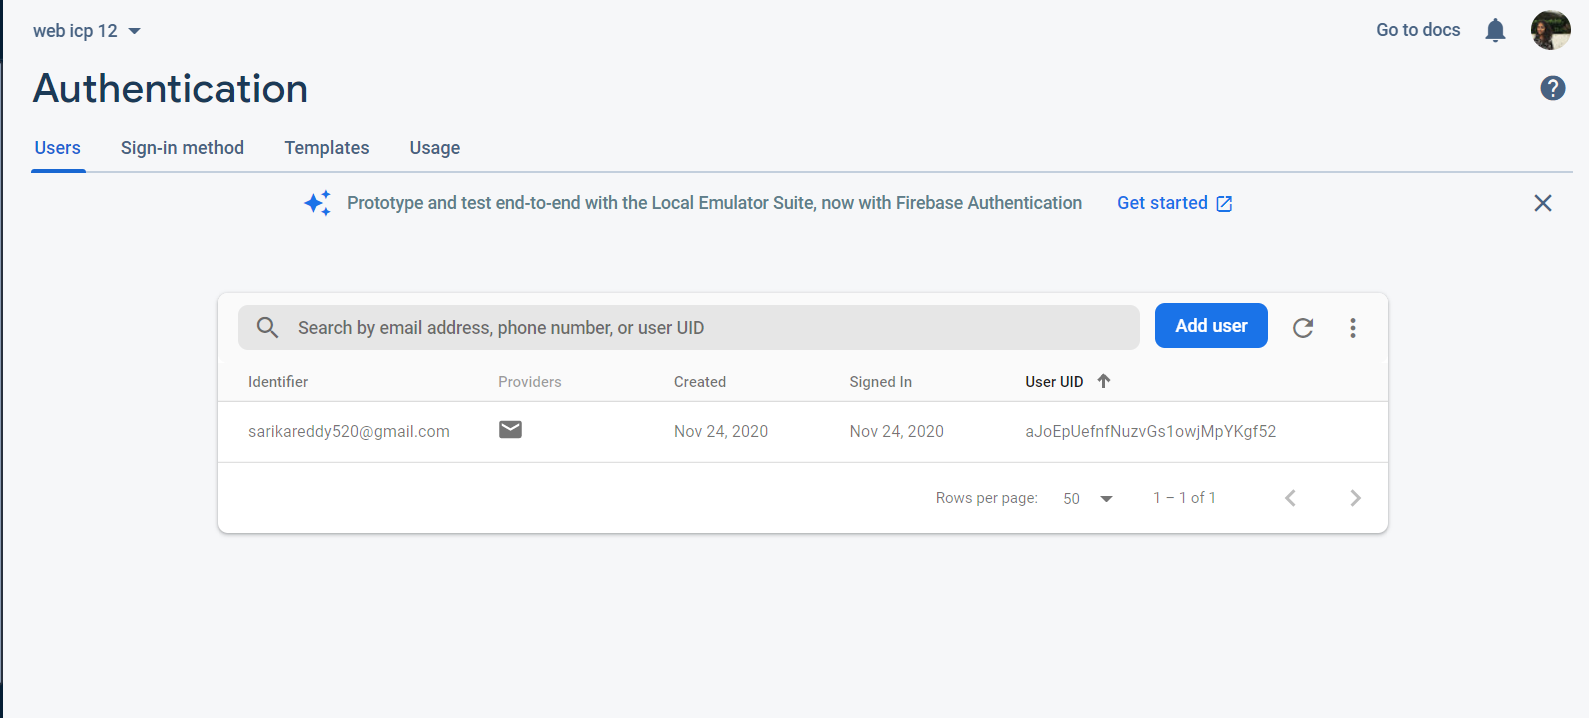 web icp 12
Go to docs
Authentication
?
Users Sign-in method Templates Usage
Prototype and test end-to-end with the Local Emulator Suite, now with Firebase Authentication Get started
Search by email address, phone number, or user UID Add user
Identifier Providers Created Signed In User UID
sarikareddy520@gmail.com Nov 24, 2020 Nov 24, 2020 aJoEpUefnfNuzvGs1owjMpYKgf52
Rows per page: 50 1 – 1 of 1